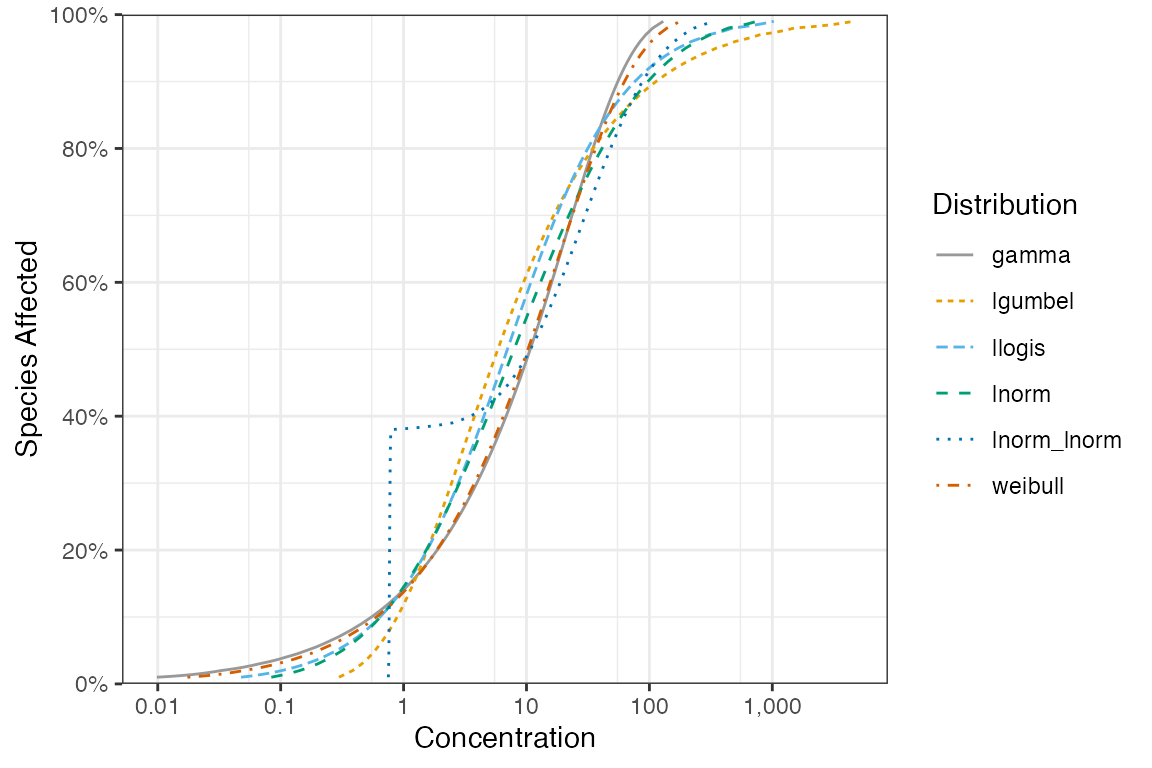 100%
80%
60%
40%
20%
0%
Species Affected
0.01
0.1
1
10
100
1,000
Concentration
Distribution
gamma
lgumbel
llogis
lnorm
lnorm_lnorm
weibull